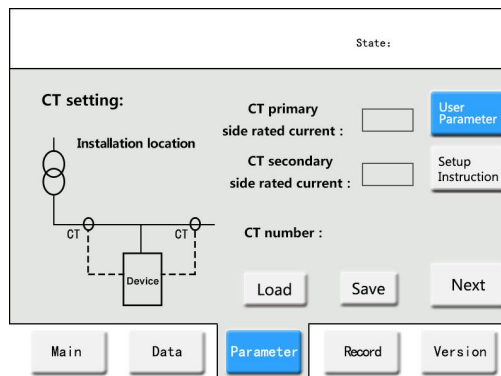 State:
CT setting:
Installation location
CT
CT
Device
CT primary
side rated current :
CT secondary
side rated current :
CT number :
User
Parameter
Setup
Instruction
Load
Save
Next
Main
Data
Parameter
Record
Version